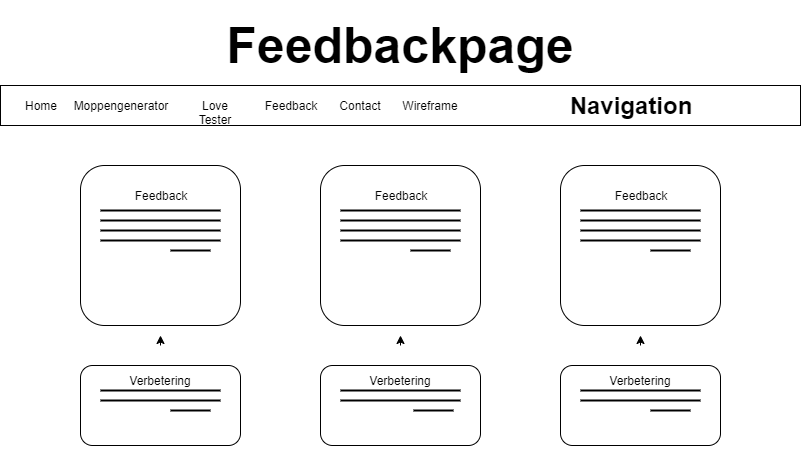 Feedbackpage
Home Moppengenerator Love Tester Feedback Contact Wireframe Navigation
Feedback Feedback Feedback
Verbetering Verbetering Verbetering